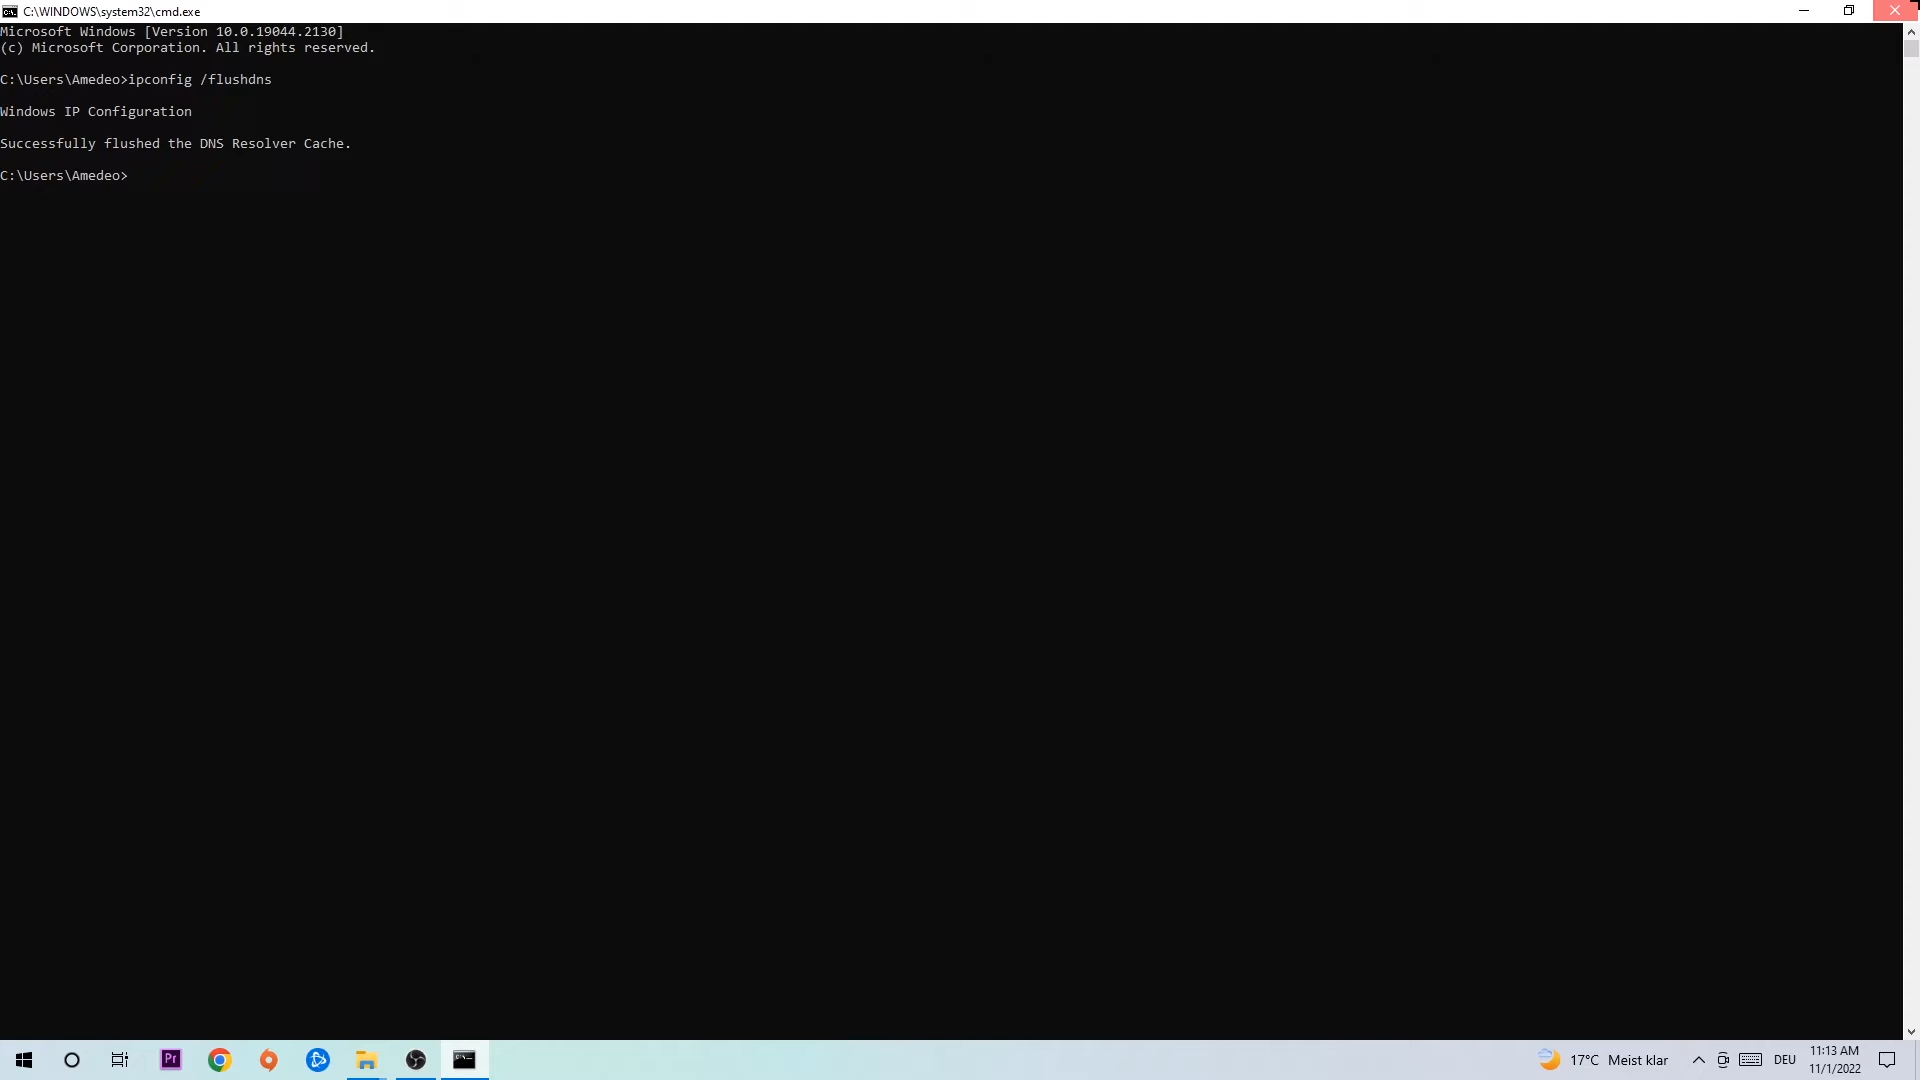 C:\WINDOWS\system32\cmd.exe
Microsoft Windows [Version 10.0.19044.2130]
(c) Microsoft Corporation. All rights reserved.
C:\Users\Amedeo>ipconfig /flushdns
Windows IP Configuration
Successfully flushed the DNS Resolver Cache.
C:\Users\Amedeo>
Pr
17°C Meist klar
DEU
11:13 AM
11/1/2022